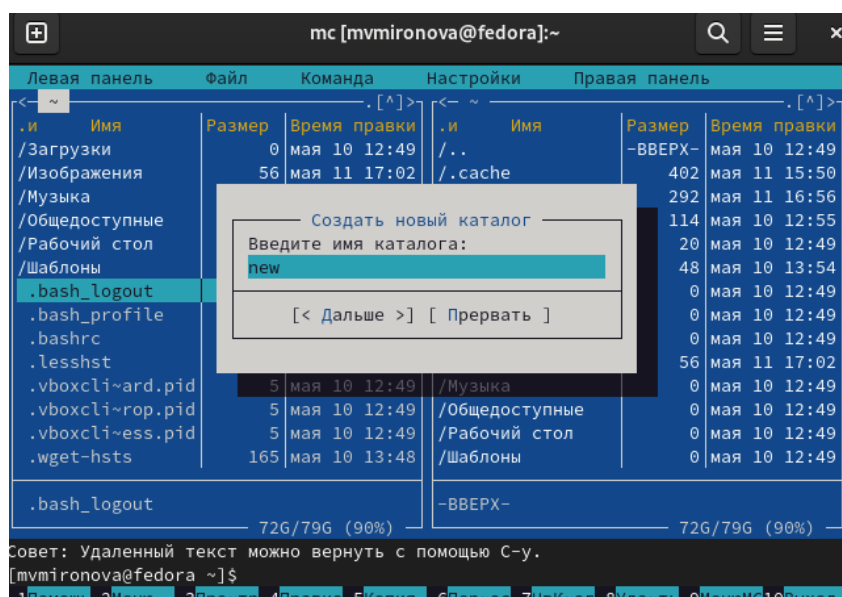 mc [mvmironova@fedora]:~
Левая панель Файл Команда Настройки Правая панель
<— ~ .[^]> <— ~ .[^]>
.и Имя Размер Время правки .и Имя Размер Время правки
/Загрузки 0 мая 10 12:49 /.. -ВВЕРХ- мая 10 12:49
/Изображения 56 мая 11 17:02 /.cache 402 мая 11 15:50
/Музыка 292 мая 11 16:56
/Общедоступные Создать новый каталог 114 мая 10 12:55
/Рабочий стол Введите имя каталога: 20 мая 10 12:49
/Шаблоны new 48 мая 10 13:54
.bash_logout 0 мая 10 12:49
.bash_profile [< Дальше >] [ Прервать ] 0 мая 10 12:49
.bashrc 0 мая 10 12:49
.lesshst 56 мая 11 17:02
.vboxcli~ard.pid 5 мая 10 12:49 /Музыка 0 мая 10 12:49
.vboxcli~rop.pid 5 мая 10 12:49 /Общедоступные 0 мая 10 12:49
.vboxcli~ess.pid 5 мая 10 12:49 /Рабочий стол 0 мая 10 12:49
.wget-hsts 165 мая 10 13:48 /Шаблоны 0 мая 10 12:49
.bash_logout -ВВЕРХ-
72G/79G (90%) 72G/79G (90%)
Совет: Удаленный текст можно вернуть с помощью C-y.
[mvmironova@fedora ~]$